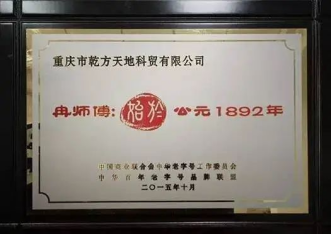 重庆市乾方天地科贸有限公司
冉师傅：始於 公元1892年
中国商业联合会中华老字号工作委员会
中华百年老字号品牌联盟
二〇一五年十月